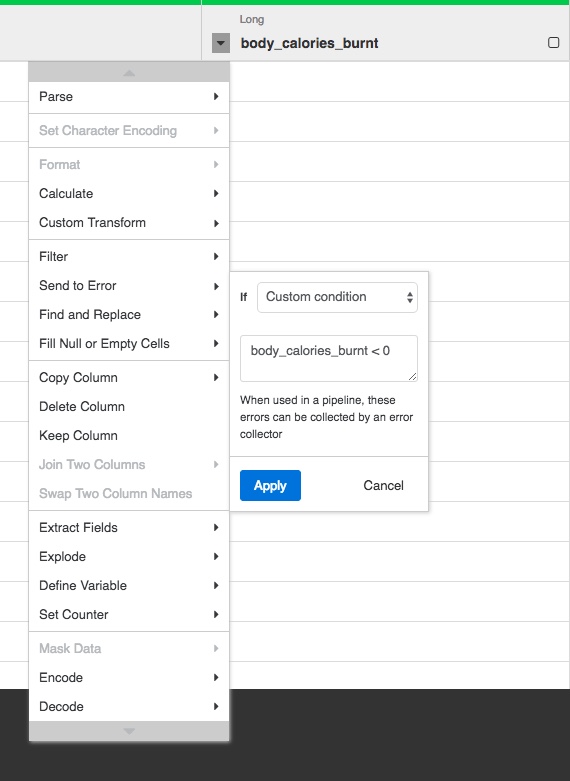 Long
body_calories_burnt
Parse
Set Character Encoding
Format
Calculate
Custom Transform
Filter
Send to Error
Find and Replace
Fill Null or Empty Cells
Copy Column
Delete Column
Keep Column
Join Two Columns
Swap Two Column Names
Extract Fields
Explode
Define Variable
Set Counter
Mask Data
Encode
Decode
If Custom condition
body_calories_burnt < 0
When used in a pipeline, these
errors can be collected by an error
collector
Apply Cancel